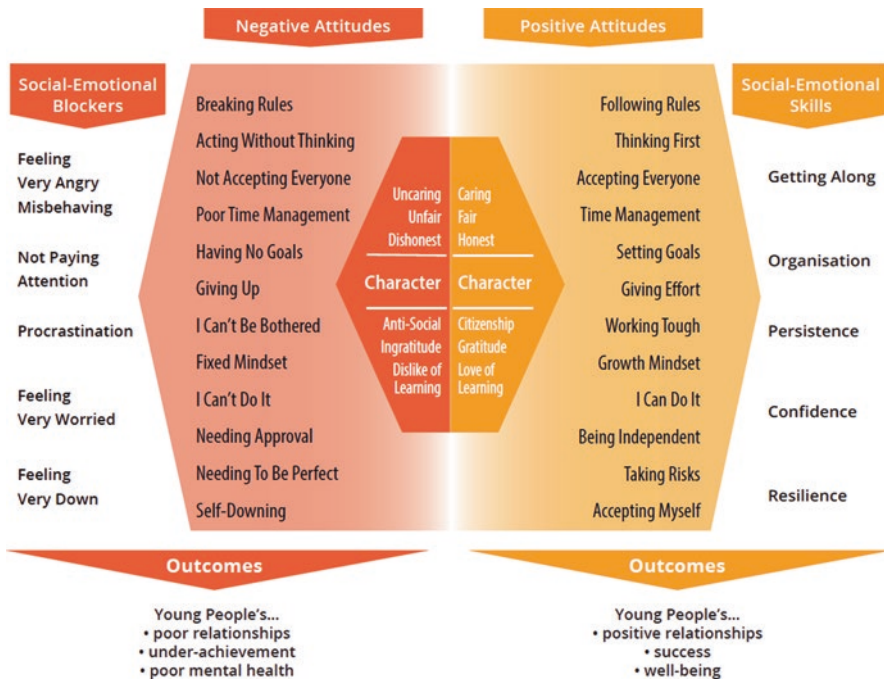 Negative Attitudes
Positive Attitudes
Social-Emotional
Blockers
Feeling
Very Angry
Misbehaving
Not Paying
Attention
Procrastination
Feeling
Very Worried
Feeling
Very Down
Breaking Rules
Acting Without Thinking
Not Accepting Everyone
Poor Time Management
Having No Goals
Giving Up
I Can't Be Bothered
Fixed Mindset
I Can't Do It
Needing Approval
Needing To Be Perfect
Self-Downing
Uncaring
Unfair
Dishonest
Character
Anti-Social
Ingratitude
Dislike of
Learning
Caring
Fair
Honest
Character
Citizenship
Gratitude
Love of
Learning
Following Rules
Thinking First
Accepting Everyone
Time Management
Setting Goals
Giving Effort
Working Tough
Growth Mindset
I Can Do It
Being Independent
Taking Risks
Accepting Myself
Social-Emotional
Skills
Getting Along
Organisation
Persistence
Confidence
Resilience
Outcomes
Young People's...
• poor relationships
• under-achievement
• poor mental health
Outcomes
Young People's...
• positive relationships
• success
• well-being